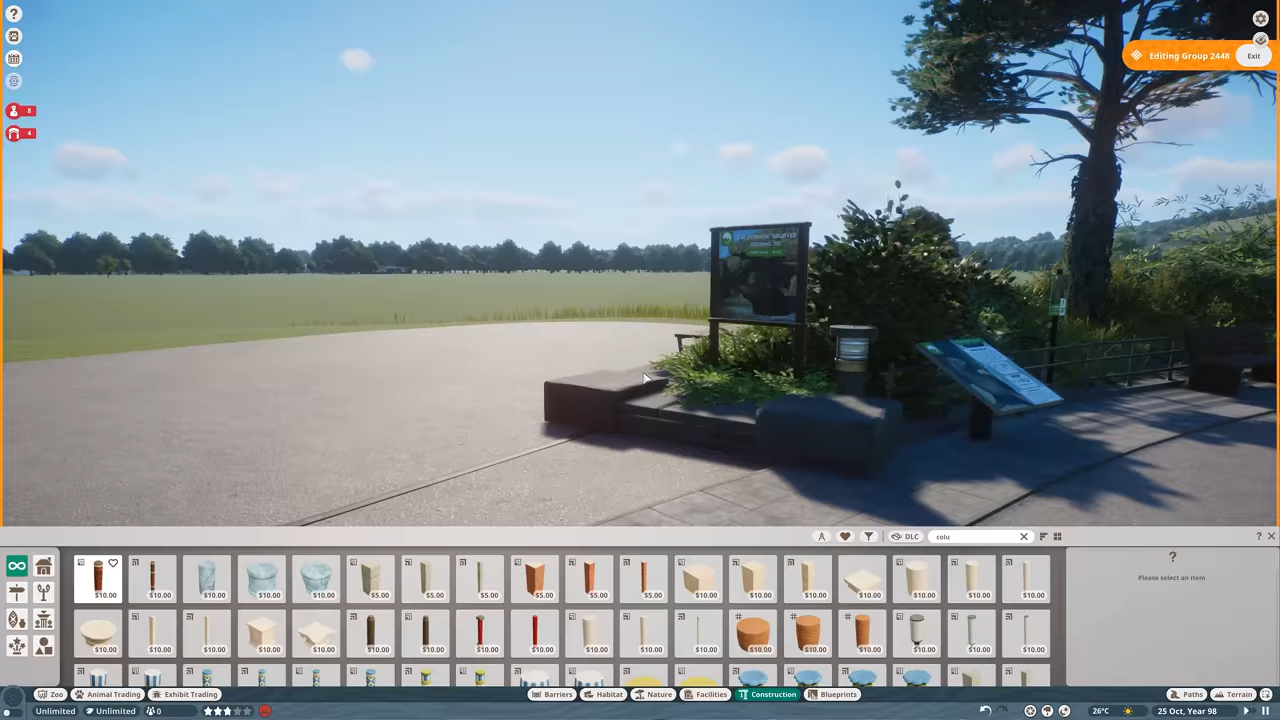 Editing Group 2448
Exit
8
4
DLC
colu
$10.00 $10.00 $10.00 $10.00 $10.00 $5.00 $5.00 $5.00 $5.00 $5.00 $5.00 $10.00 $10.00 $10.00 $10.00 $10.00 $10.00 $10.00
$10.00 $10.00 $10.00 $10.00 $10.00 $10.00 $10.00 $10.00 $10.00 $10.00 $10.00 $10.00 $10.00 $10.00 $10.00 $10.00 $10.00 $10.00
?
Please select an item
Zoo Animal Trading Exhibit Trading Barriers Habitat Nature Facilities Construction Blueprints Paths Terrain
Unlimited Unlimited 0 26°C 25 Oct, Year 98